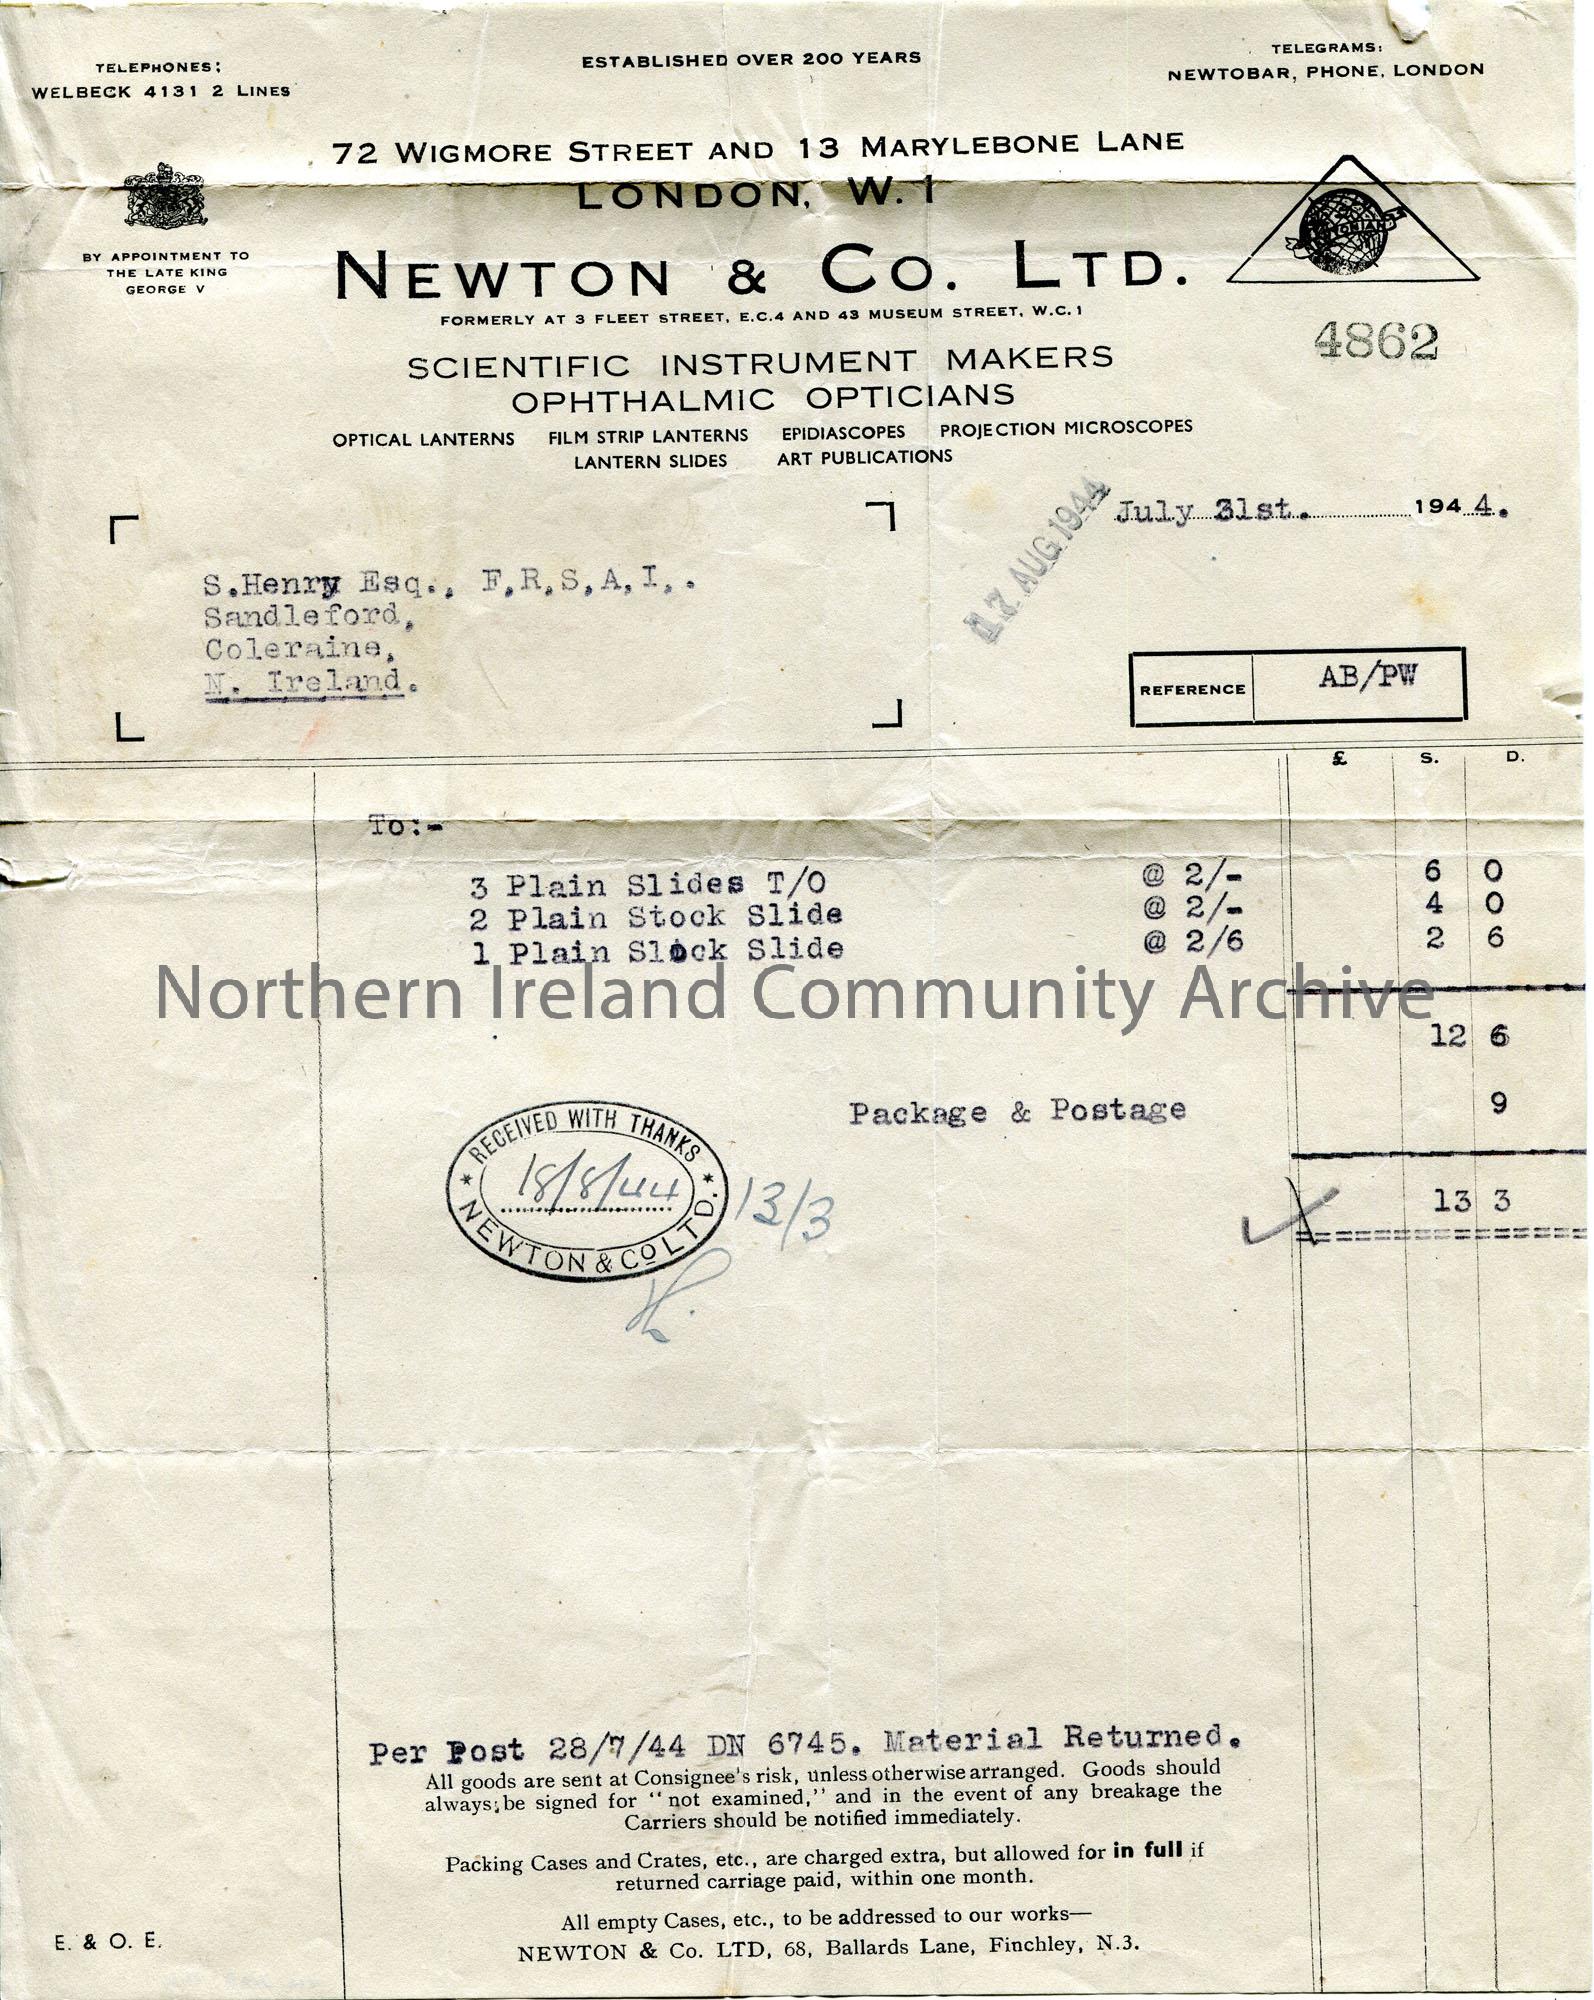 TELEPHONES:
WELBECK 4131 2 LINES
ESTABLISHED OVER 200 YEARS
TELEGRAMS:
NEWTOBAR, PHONE, LONDON
72 WIGMORE STREET AND 13 MARYLEBONE LANE
LONDON, W. 1
BY APPOINTMENT TO
THE LATE KING
GEORGE V
NEWTON & CO. LTD.
FORMERLY AT 3 FLEET STREET, E.C.4 AND 43 MUSEUM STREET, W.C.1
4862
SCIENTIFIC INSTRUMENT MAKERS
OPHTHALMIC OPTICIANS
OPTICAL LANTERNS FILM STRIP LANTERNS EPIDIASCOPES PROJECTION MICROSCOPES
LANTERN SLIDES ART PUBLICATIONS
17 AUG 1944
July 31st. 1944.
S.Henry Esq., F,R,S,A,I,.
Sandleford,
Coleraine,
N. Ireland.
REFERENCE AB/PW
£ S. D.
To:-
3 Plain Slides T/O @ 2/- 6 0
2 Plain Stock Slide @ 2/- 4 0
1 Plain Slock Slide @ 2/6 2 6
Northern Ireland Community Archive
12 6
Package & Postage 9
RECEIVED WITH THANKS
18/8/44
NEWTON & CO LTD.
13/3
13 3
Per Post 28/7/44 DN 6745. Material Returned.
All goods are sent at Consignee's risk, unless otherwise arranged. Goods should
always be signed for "not examined," and in the event of any breakage the
Carriers should be notified immediately.
Packing Cases and Crates, etc., are charged extra, but allowed for in full if
returned carriage paid, within one month.
All empty Cases, etc., to be addressed to our works—
NEWTON & Co. LTD, 68, Ballards Lane, Finchley, N.3.
E. & O. E.